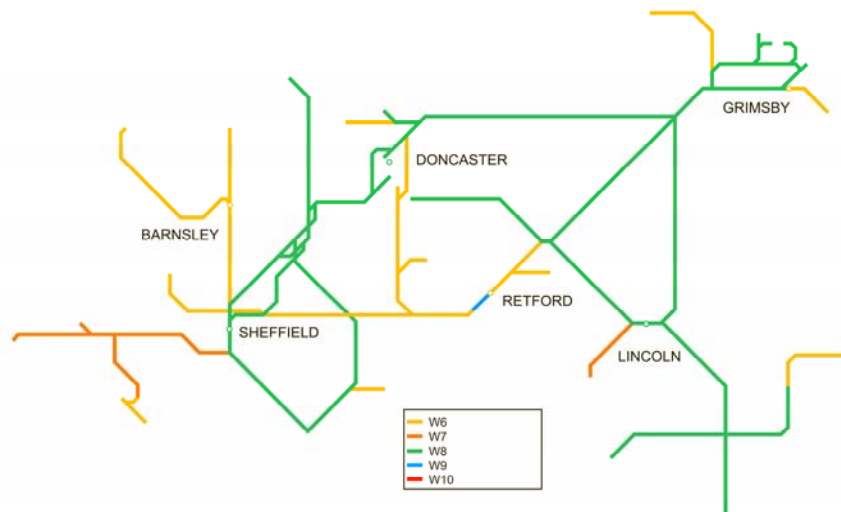 GRIMSBY
DONCASTER
BARNSLEY
RETFORD
SHEFFIELD
LINCOLN
W6
W7
W8
W9
W10